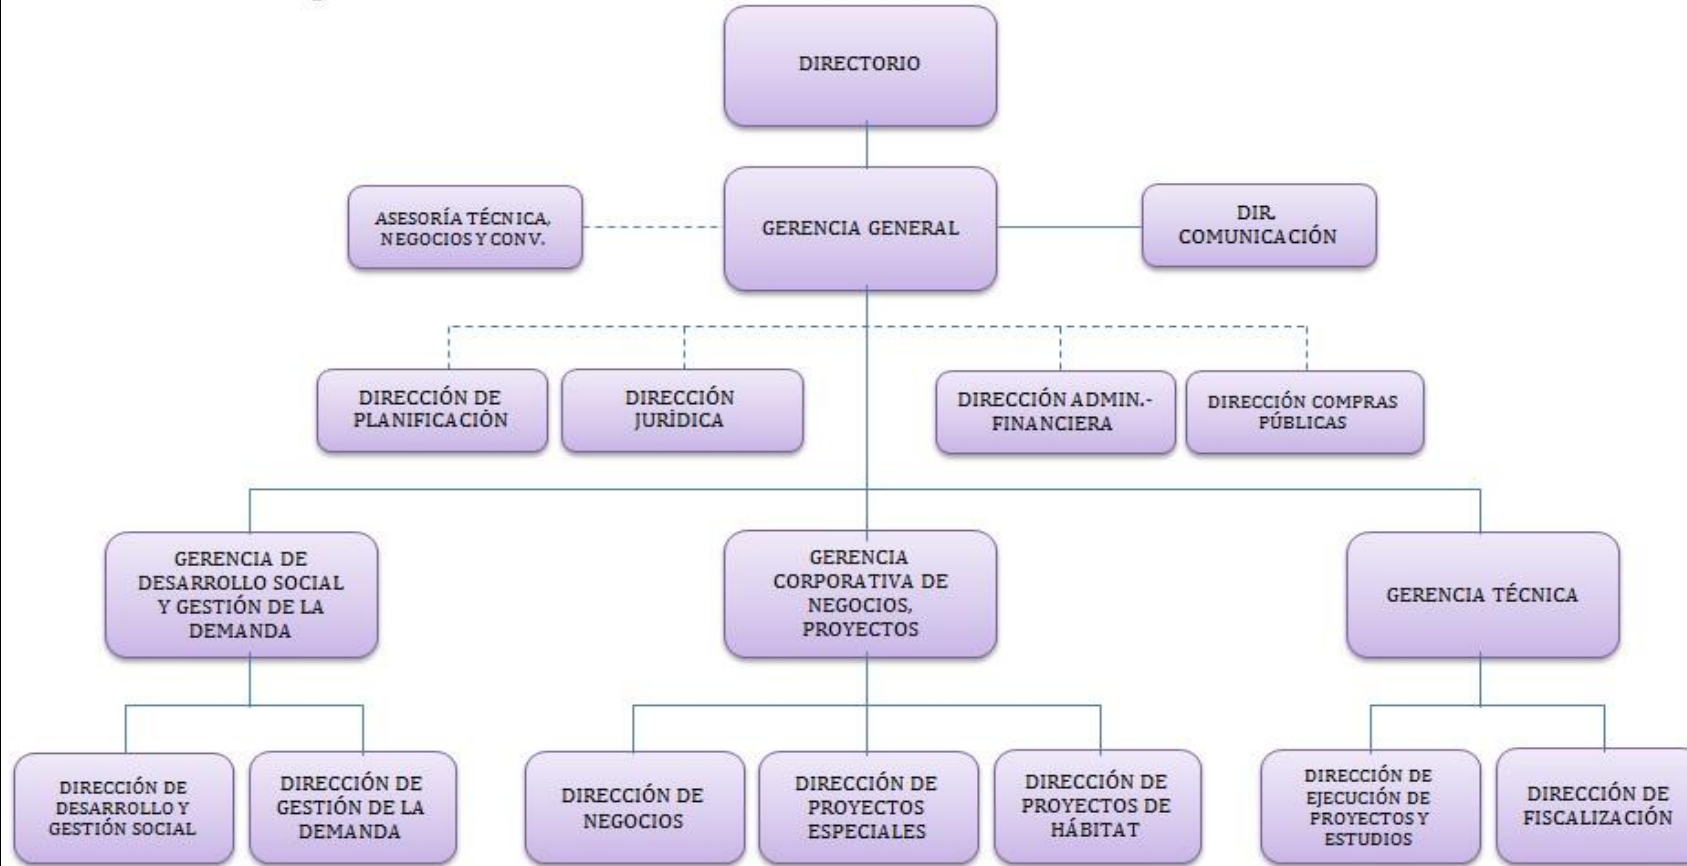 DIRECTORIO
ASESORÍA TÉCNICA,
NEGOCIOS Y CONV.
GERENCIA GENERAL
DIR.
COMUNICACIÓN
DIRECCIÓN DE
PLANIFICACIÓN
DIRECCIÓN
JURÍDICA
DIRECCIÓN ADMIN.-
FINANCIERA
DIRECCIÓN COMPRAS
PÚBLICAS
GERENCIA DE
DESARROLLO SOCIAL
Y GESTIÓN DE LA
DEMANDA
GERENCIA
CORPORATIVA DE
NEGOCIOS,
PROYECTOS
GERENCIA TÉCNICA
DIRECCIÓN DE
DESARROLLO Y
GESTIÓN SOCIAL
DIRECCIÓN DE
GESTIÓN DE LA
DEMANDA
DIRECCIÓN DE
NEGOCIOS
DIRECCIÓN DE
PROYECTOS
ESPECIALES
DIRECCIÓN DE
PROYECTOS DE
HÁBITAT
DIRECCIÓN DE
EJECUCIÓN DE
PROYECTOS Y
ESTUDIOS
DIRECCIÓN DE
FISCALIZACIÓN